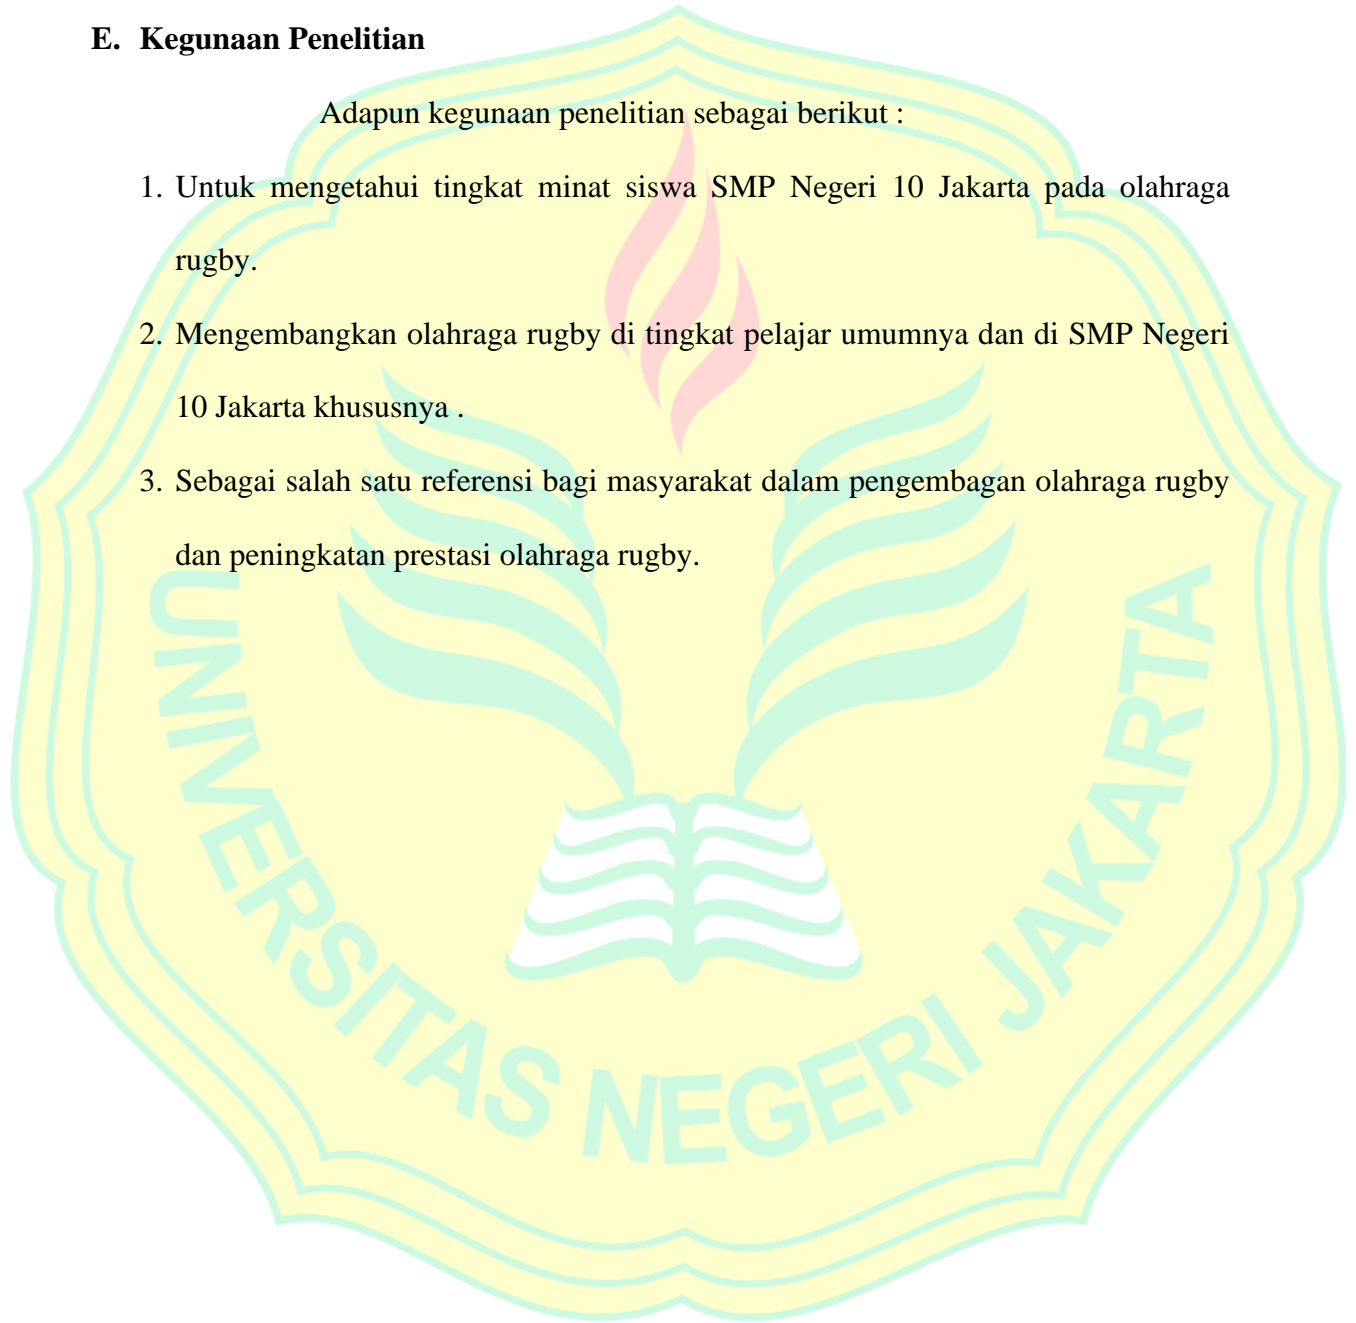 E. Kegunaan Penelitian
Adapun kegunaan penelitian sebagai berikut :
1. Untuk mengetahui tingkat minat siswa SMP Negeri 10 Jakarta pada olahraga
rugby.
2. Mengembangkan olahraga rugby di tingkat pelajar umumnya dan di SMP Negeri
10 Jakarta khususnya .
3. Sebagai salah satu referensi bagi masyarakat dalam pengembagan olahraga rugby
dan peningkatan prestasi olahraga rugby.
UNIVERSITAS NEGERI JAKARTA